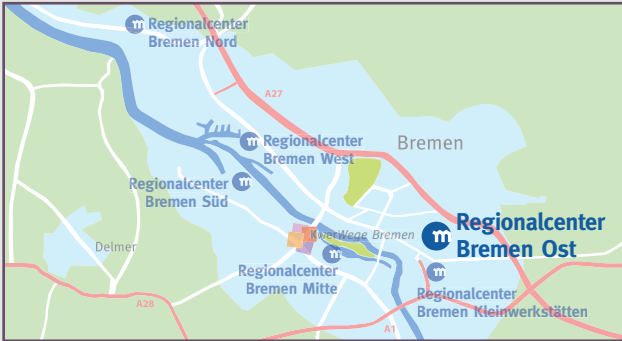 Regionalcenter
Bremen Nord
A27
Bremen
Regionalcenter
Bremen West
Regionalcenter
Bremen Süd
Regionalcenter
Bremen Ost
Bremen
Delmer
Regionalcenter
Bremen Mitte
Regionalcenter
Bremen Kleinwerkstätten
A28
A1